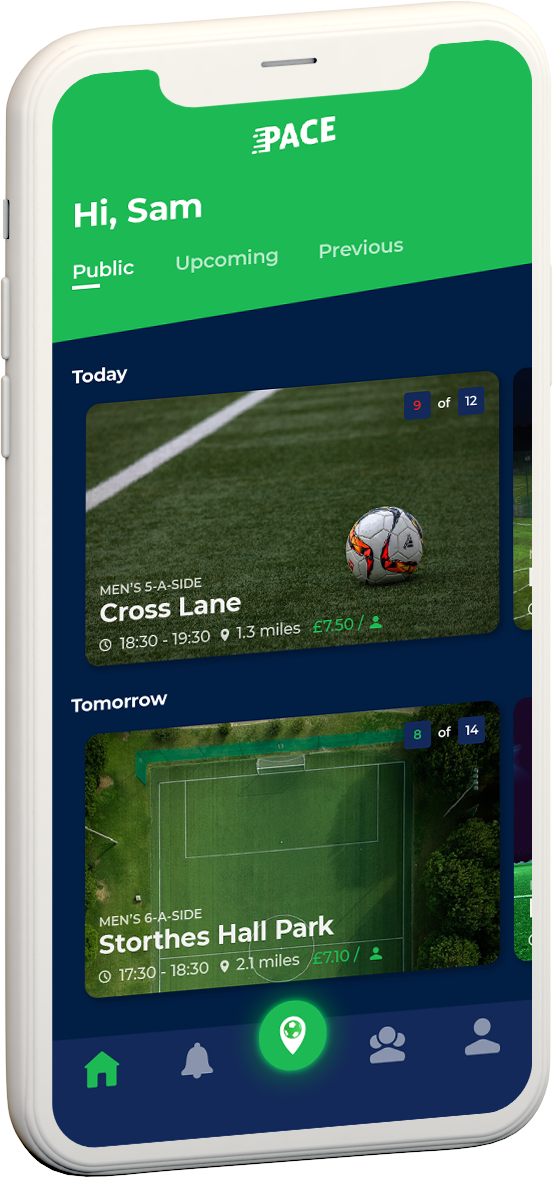 PACE
Hi, Sam
Public Upcoming Previous
Today
9 of 12
MEN'S 5-A-SIDE
Cross Lane
18:30 - 19:30 1.3 miles £7.50 /
Tomorrow
8 of 14
MEN'S 6-A-SIDE
Storthes Hall Park
17:30 - 18:30 2.1 miles £7.10 /